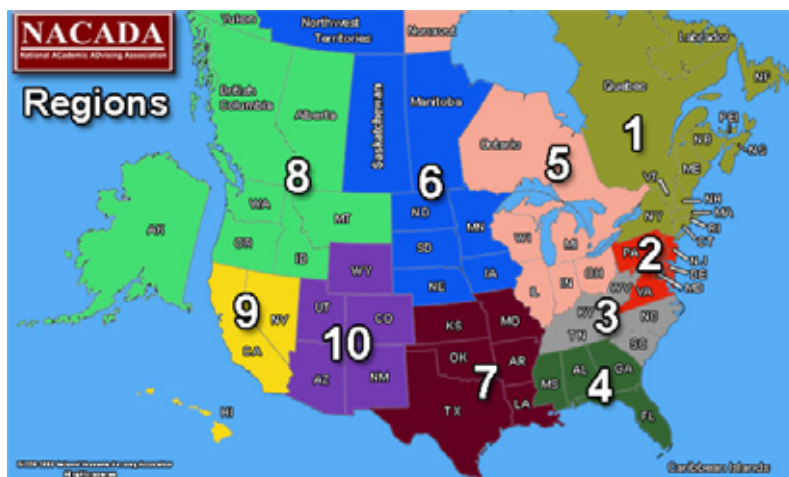 NACADA
National ACademic ADvising Association
Regions
Yukon
Northwest
Territories
Nunavut
British
Columbia
Alberta
Saskatchewan
Manitoba
Ontario
Quebec
Labrador
NF
PEI
NB
NS
ME
VT
NH
MA
RI
CT
NY
1
2
PA
NJ
DE
MD
VA
WV
KY
TN
NC
SC
3
4
MS
AL
GA
FL
5
WI
MI
IN
OH
6
ND
SD
NE
MN
IA
7
KS
MO
OK
AR
TX
LA
8
AK
WA
OR
ID
MT
9
CA
NV
HI
10
WY
UT
CO
AZ
NM
Caribbean Islands